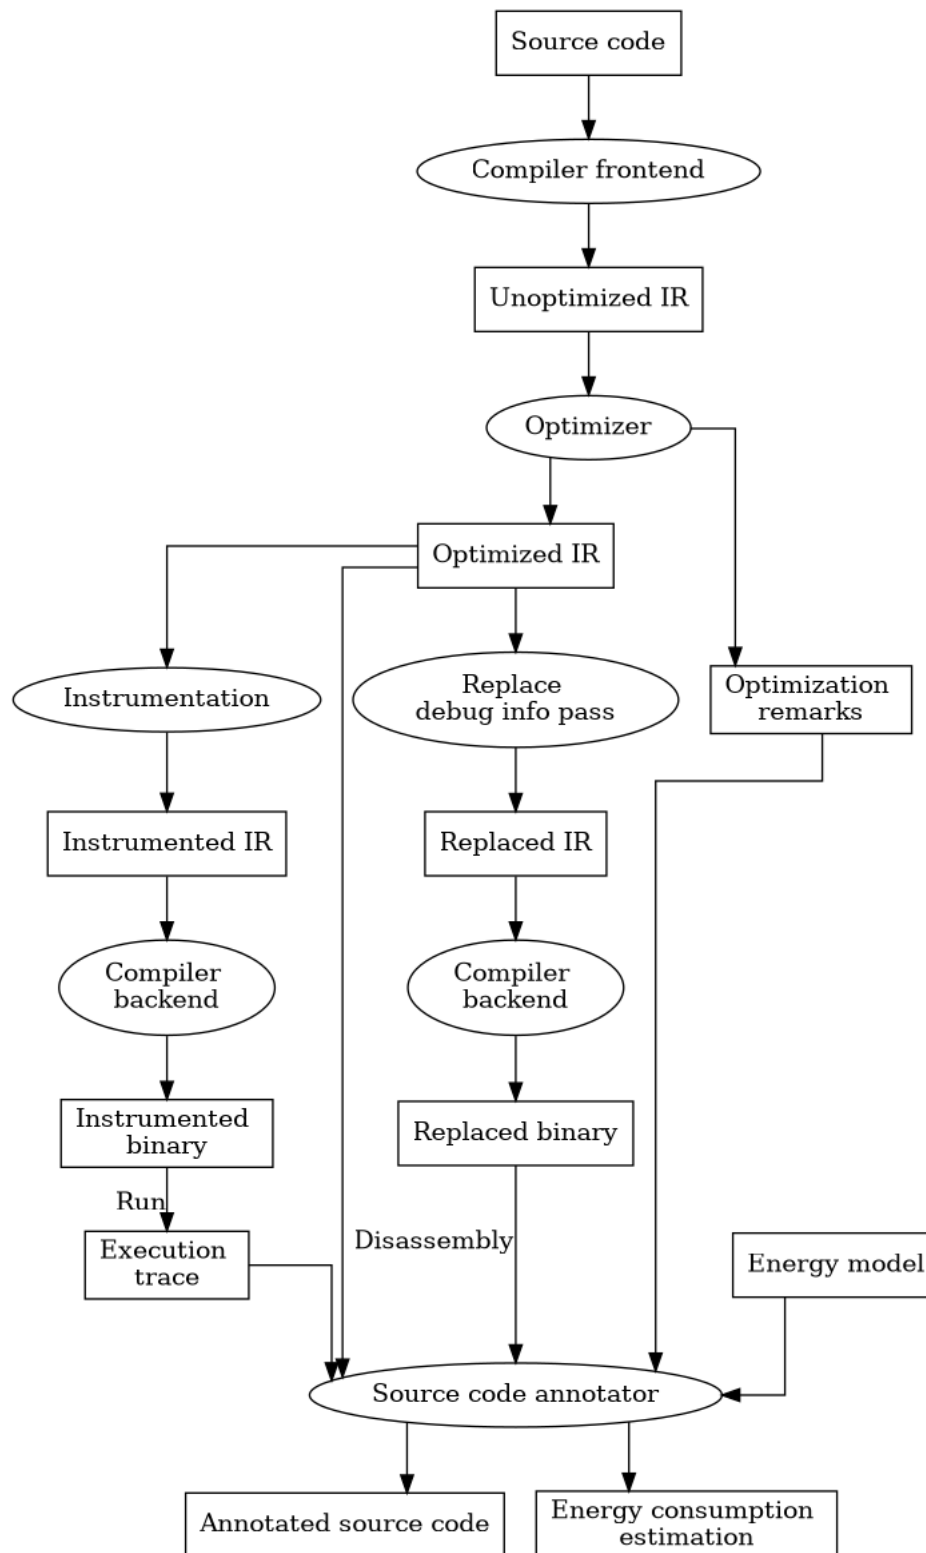 Source code
Compiler frontend
Unoptimized IR
Optimizer
Optimized IR
Instrumentation
Replace
debug info pass
Optimization
remarks
Instrumented IR
Replaced IR
Compiler
backend
Compiler
backend
Instrumented
binary
Replaced binary
Run
Disassembly
Execution
trace
Energy model
Source code annotator
Annotated source code
Energy consumption
estimation